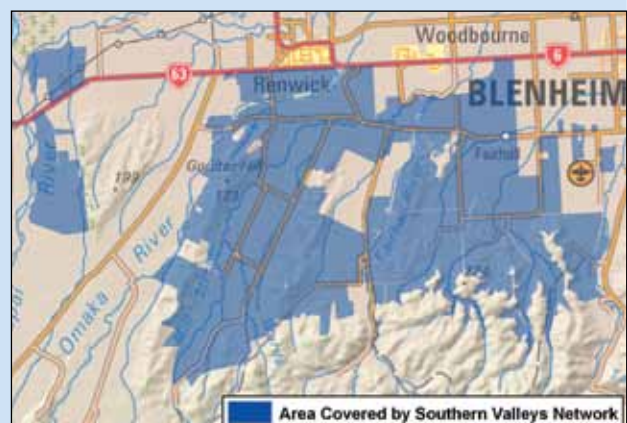 Woodbourne
6
63
Renwick
BLENHEIM
Fairhall
199
River
River
Omaka
Area Covered by Southern Valleys Network